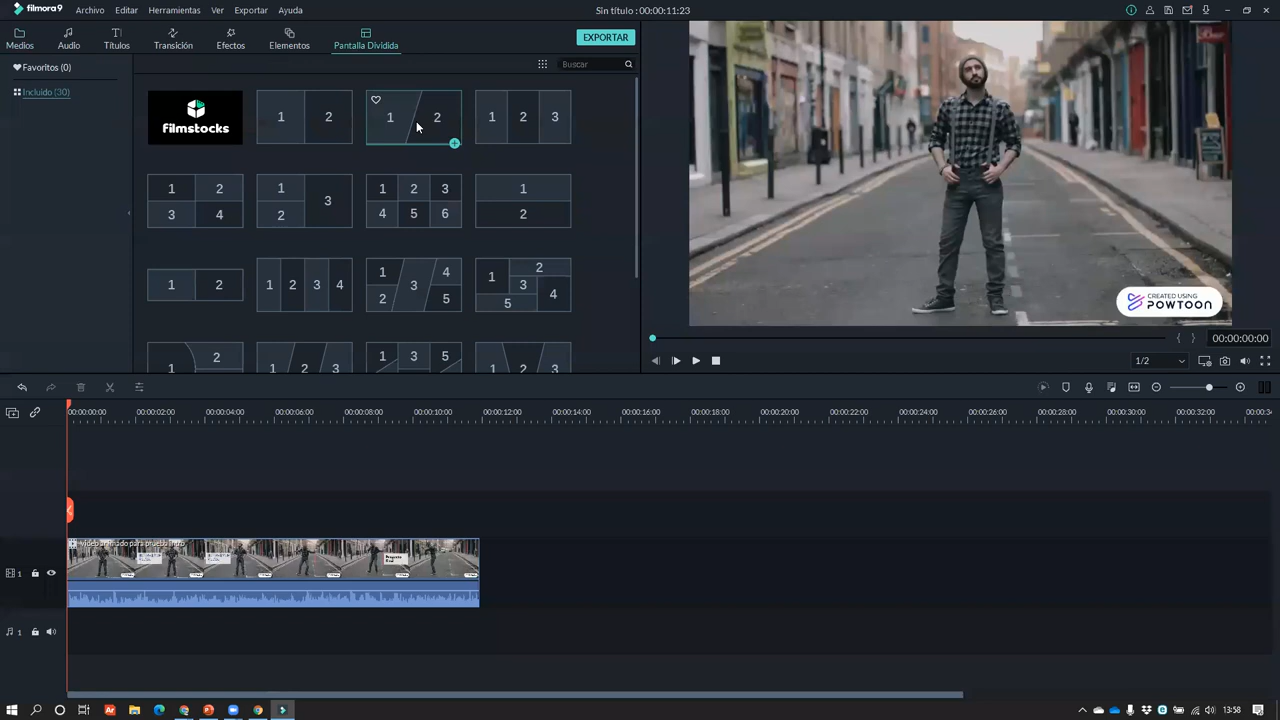 filmora9 Archivo Editar Herramientas Ver Exportar Ayuda Sin título : 00:00:11:23
Medios Audio Títulos Transición Efectos Elementos Pantalla Dividida EXPORTAR
Favoritos (0)
Buscar
Incluido (30)
filmstocks
1 2
1 2
1 2 3
1 2 3 4
1 2 3
1 2 3 4 5 6
1 2
1 2
1 2 3 4
1 2 3 4 5
1 2 3 4 5
1 2
1 2 3
1 3 5
1 2 3
CREATED USING
POWTOON
00:00:00:00
1/2
00:00:00:00 00:00:02:00 00:00:04:00 00:00:06:00 00:00:08:00 00:00:10:00 00:00:12:00 00:00:14:00 00:00:16:00 00:00:18:00 00:00:20:00 00:00:22:00 00:00:24:00 00:00:26:00 00:00:28:00 00:00:30:00 00:00:32:00
1
1
13:58